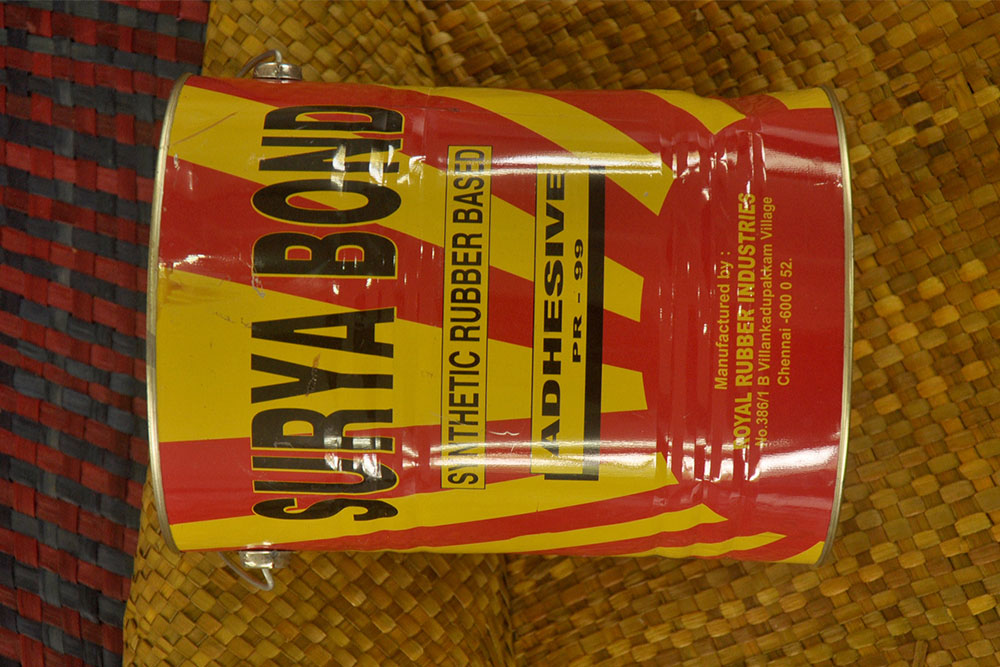 SURYA BOND
SYNTHETIC RUBBER BASED
ADHESIVE
PR - 99
Manufactured by :
ROYAL RUBBER INDUSTRIES
No.386/1 B Villankadupakkam Village
Chennai -600 0 52.